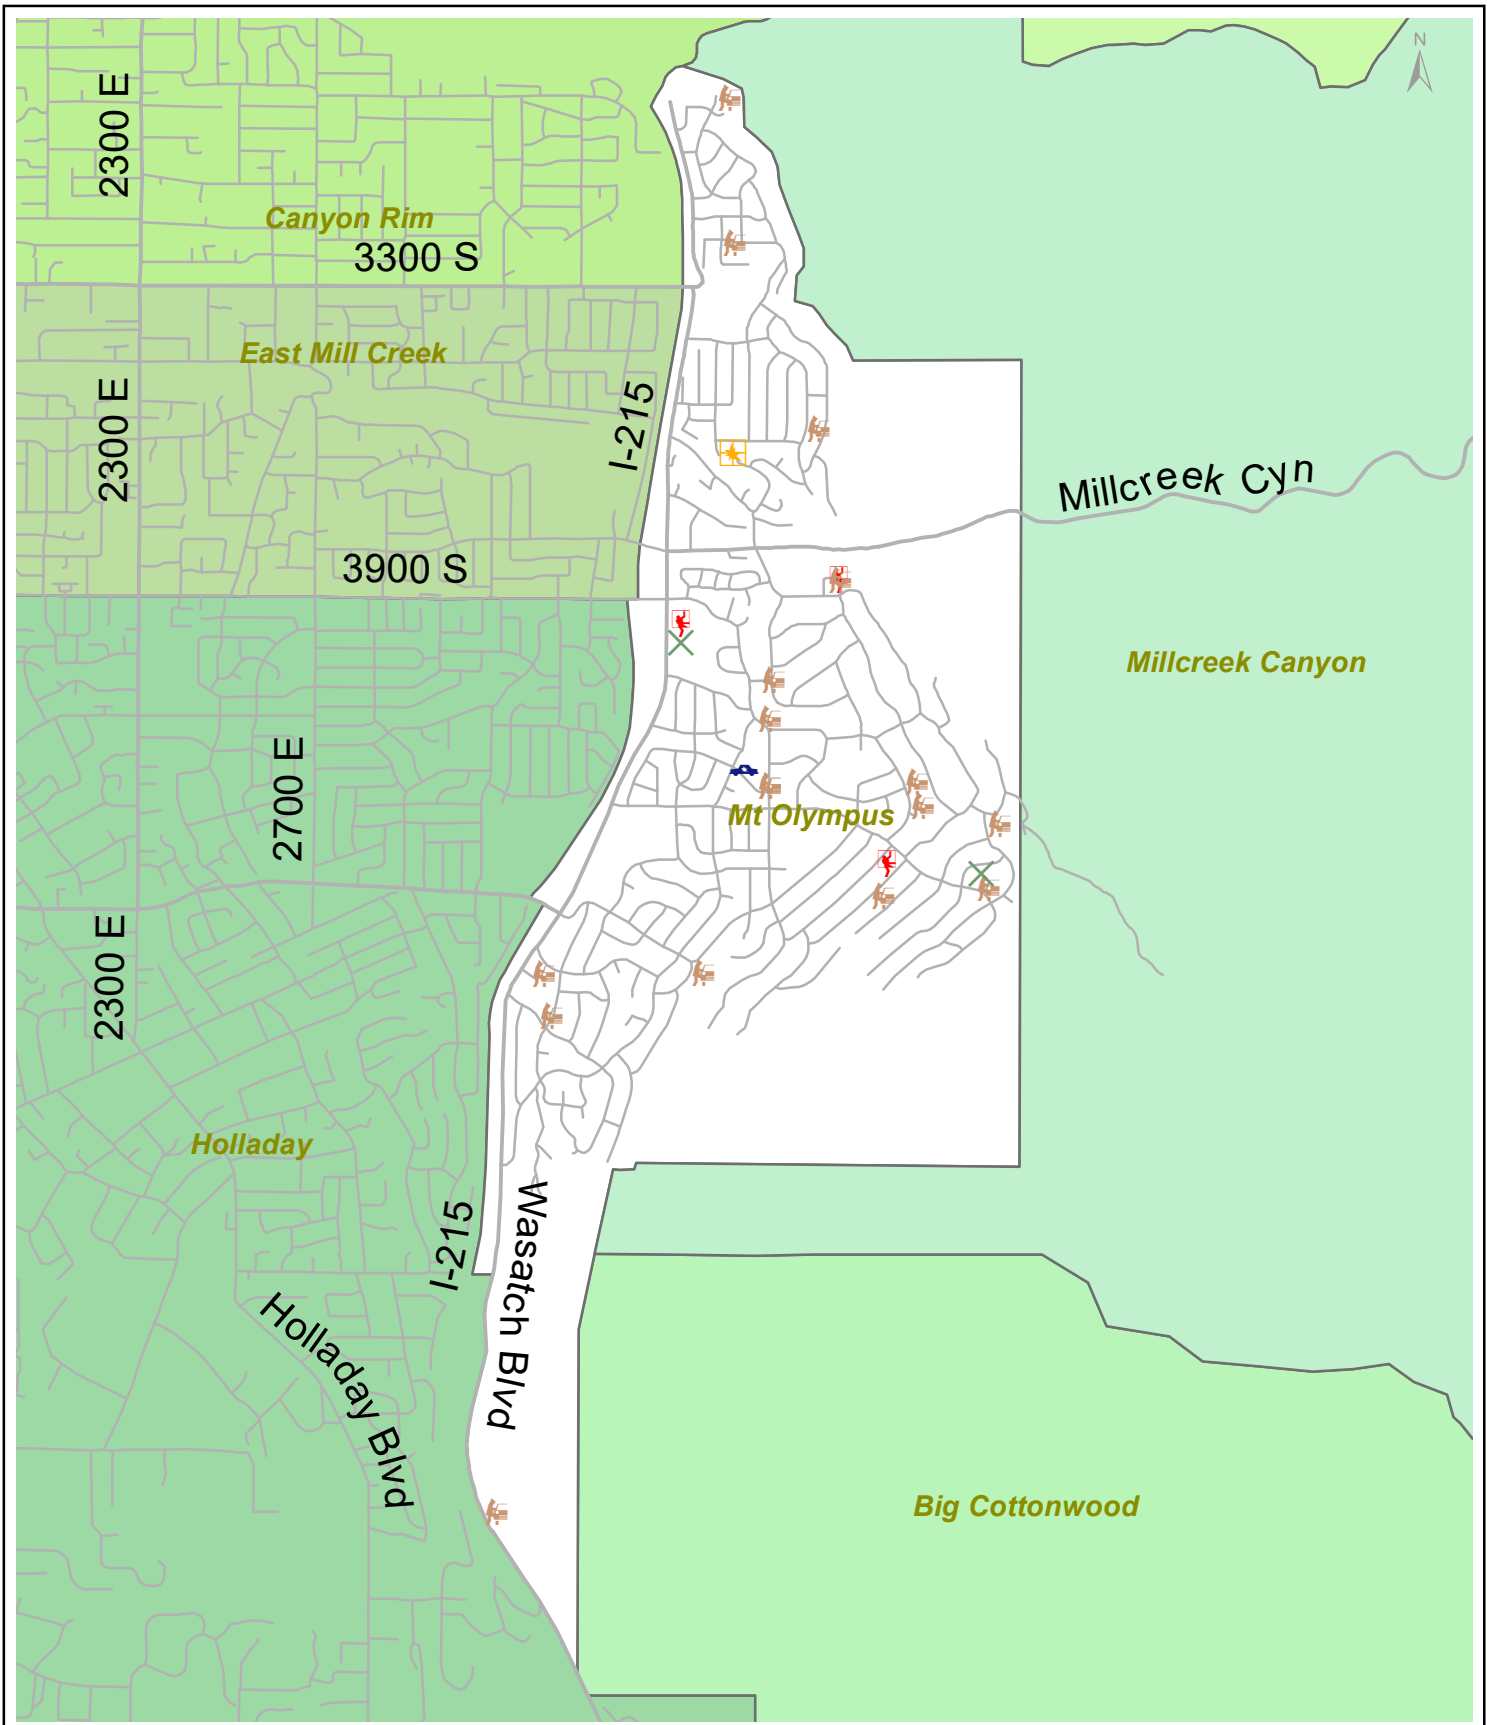 N
2300 E
Canyon Rim
3300 S
East Mill Creek
I-215
2300 E
Millcreek Cyn
3900 S
Millcreek Canyon
2700 E
Mt Olympus
2300 E
Holladay
I-215
Wasatch Blvd
Holladay Blvd
Big Cottonwood